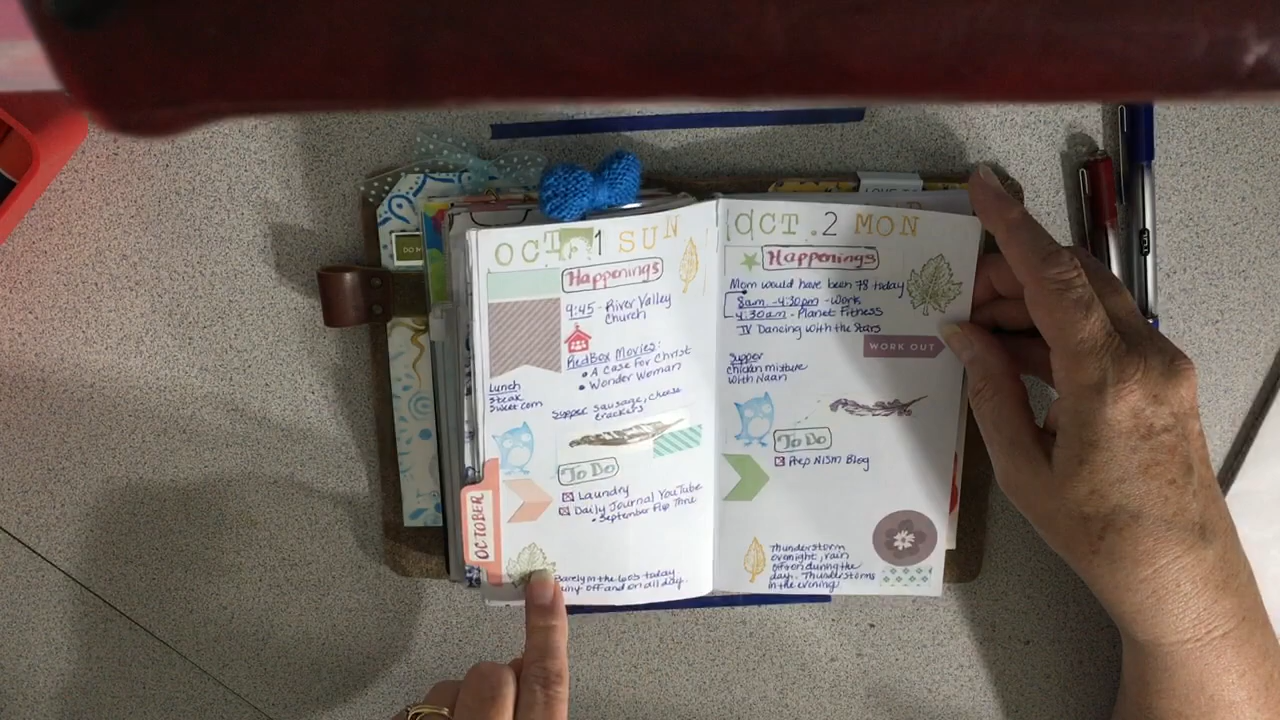 OCT 1 SUN
Happenings
9:45 - River Valley
Church
RedBox Movies:
• A Case For Christ
• Wonder Woman
Lunch
Steak
Sweet corn
Supper Sausage, Cheese
Crackers
To Do
Laundry
Daily Journal YouTube
• September Flip Thru
OCTOBER
Barely in the 60s today
off and on all day.
OCT.2 MON
Happenings
Mom would have been 78 today
8am - 4:30pm - Work
4:30am - Planet Fitness
TV Dancing With the Stars
WORK OUT
Supper
Chicken mixture
With Naan
To Do
Prep NISM Blog
Thunderstorm
overnight, rain
off on during the
day. Thunderstorms
in the evening